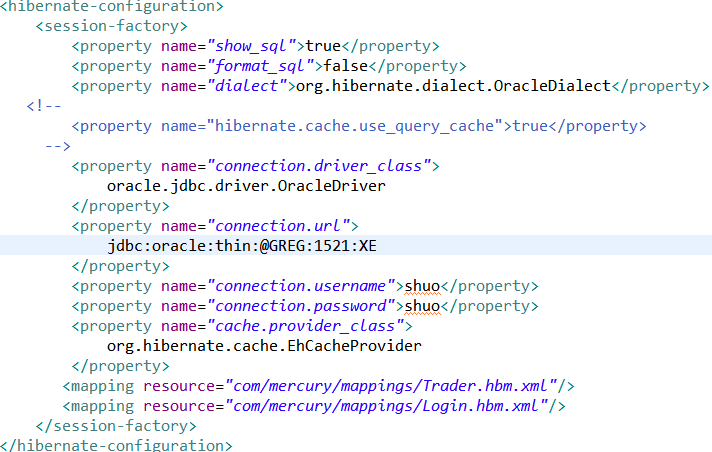 <hibernate-configuration>
<session-factory>
<property name="show_sql">true</property>
<property name="format_sql">false</property>
<property name="dialect">org.hibernate.dialect.OracleDialect</property>
<!--
<property name="hibernate.cache.use_query_cache">true</property>
-->
<property name="connection.driver_class">
oracle.jdbc.driver.OracleDriver
</property>
<property name="connection.url">
jdbc:oracle:thin:@GREG:1521:XE
</property>
<property name="connection.username">shuo</property>
<property name="connection.password">shuo</property>
<property name="cache.provider_class">
org.hibernate.cache.EhCacheProvider
</property>
<mapping resource="com/mercury/mappings/Trader.hbm.xml"/>
<mapping resource="com/mercury/mappings/Login.hbm.xml"/>
</session-factory>
</hibernate-configuration>